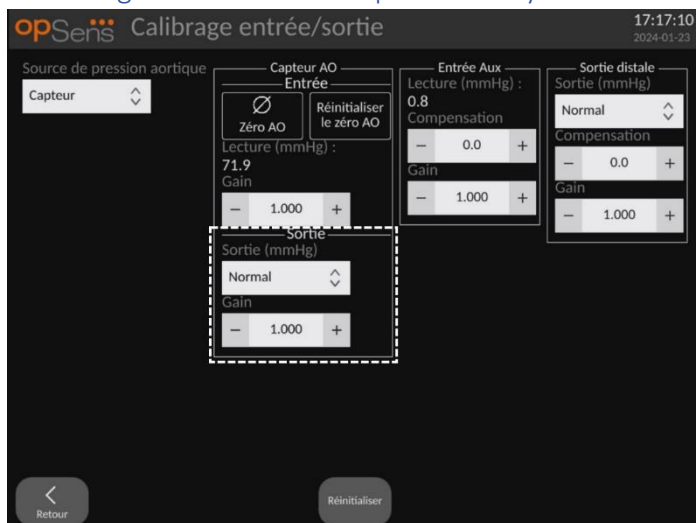 opSens Calibrage entrée/sortie
17:17:10
2024-01-23
Source de pression aortique
Capteur
Capteur AO
Entrée
Zéro AO
Réinitialiser
le zéro AO
Lecture (mmHg) :
71.9
Gain
− 1.000 +
Sortie
Sortie (mmHg)
Normal
Gain
− 1.000 +
Entrée Aux
Lecture (mmHg) :
0.8
Compensation
− 0.0 +
Gain
− 1.000 +
Sortie distale
Sortie (mmHg)
Normal
Compensation
− 0.0 +
Gain
− 1.000 +
Retour
Réinitialiser